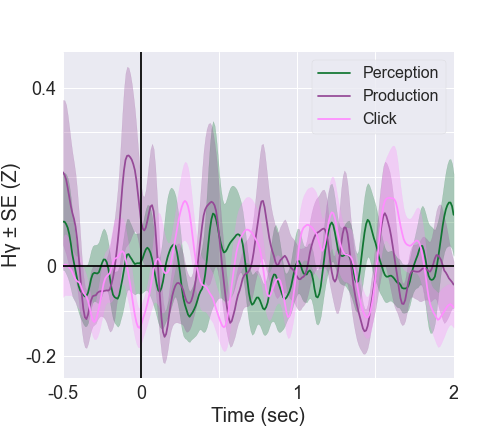 Perception
Production
Click
Hγ ± SE (Z)
0.4
0
-0.2
-0.5
0
1
2
Time (sec)